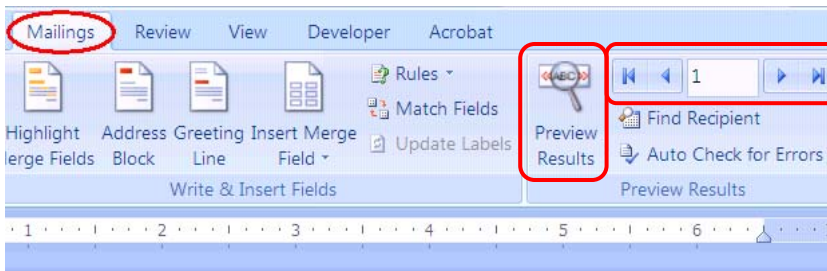 Mailings Review View Developer Acrobat
Rules
Match Fields
Update Labels
Highlight
erge Fields
Address
Block
Greeting
Line
Insert Merge
Field
Write & Insert Fields
«ABC»
Preview
Results
1
Find Recipient
Auto Check for Errors
Preview Results
1 2 3 4 5 6